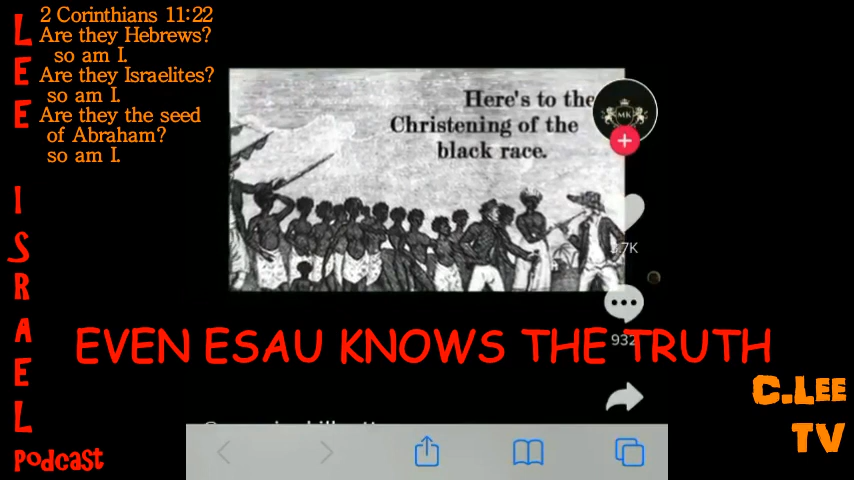 LEE ISRAEL
Podcast
2 Corinthians 11:22
Are they Hebrews?
so am I.
Are they Israelites?
so am I.
Are they the seed
of Abraham?
so am I.
Here's to the
Christening of the
black race.
MK
7K
932
EVEN ESAU KNOWS THE TRUTH
C.LEE
TV